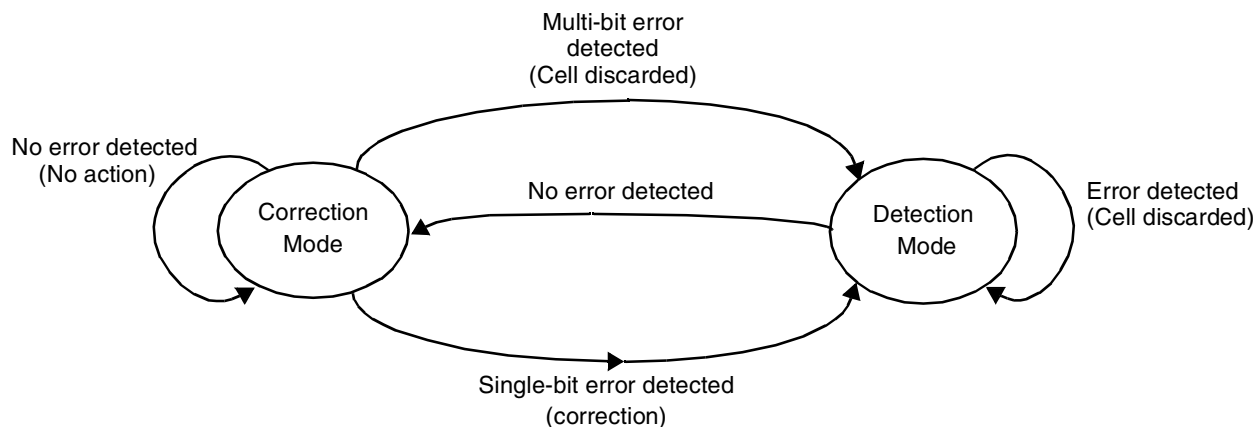 Multi-bit error
detected
(Cell discarded)
No error detected
(No action)
Correction
Mode
No error detected
Detection
Mode
Error detected
(Cell discarded)
Single-bit error detected
(correction)